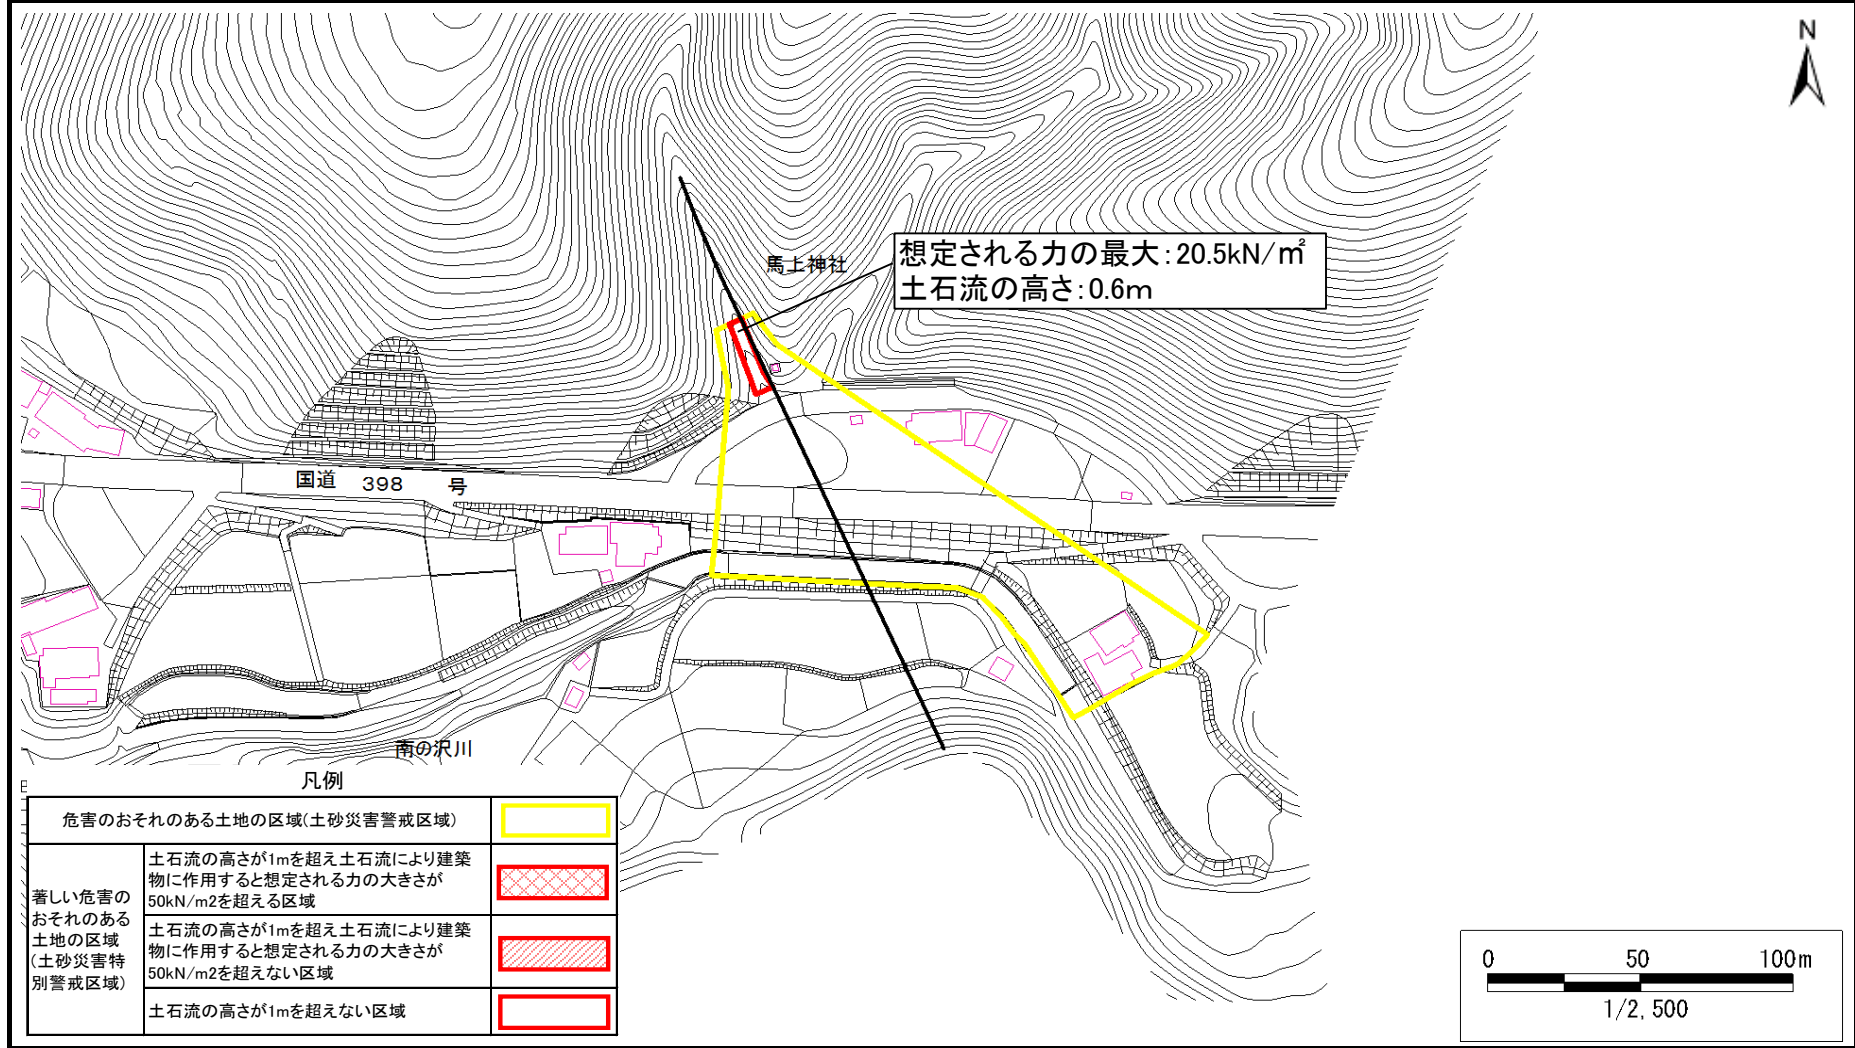 N
馬上神社
想定される力の最大:20.5kN/㎡
土石流の高さ:0.6m
国道 398 号
南の沢川
凡例
危害のおそれのある土地の区域(土砂災害警戒区域)
著しい危害の
おそれのある
土地の区域
(土砂災害特
別警戒区域)
土石流の高さが1mを超え土石流により建築
物に作用すると想定される力の大きさが
50kN/m2を超える区域
土石流の高さが1mを超え土石流により建築
物に作用すると想定される力の大きさが
50kN/m2を超えない区域
土石流の高さが1mを超えない区域
0 50 100m
1/2,500